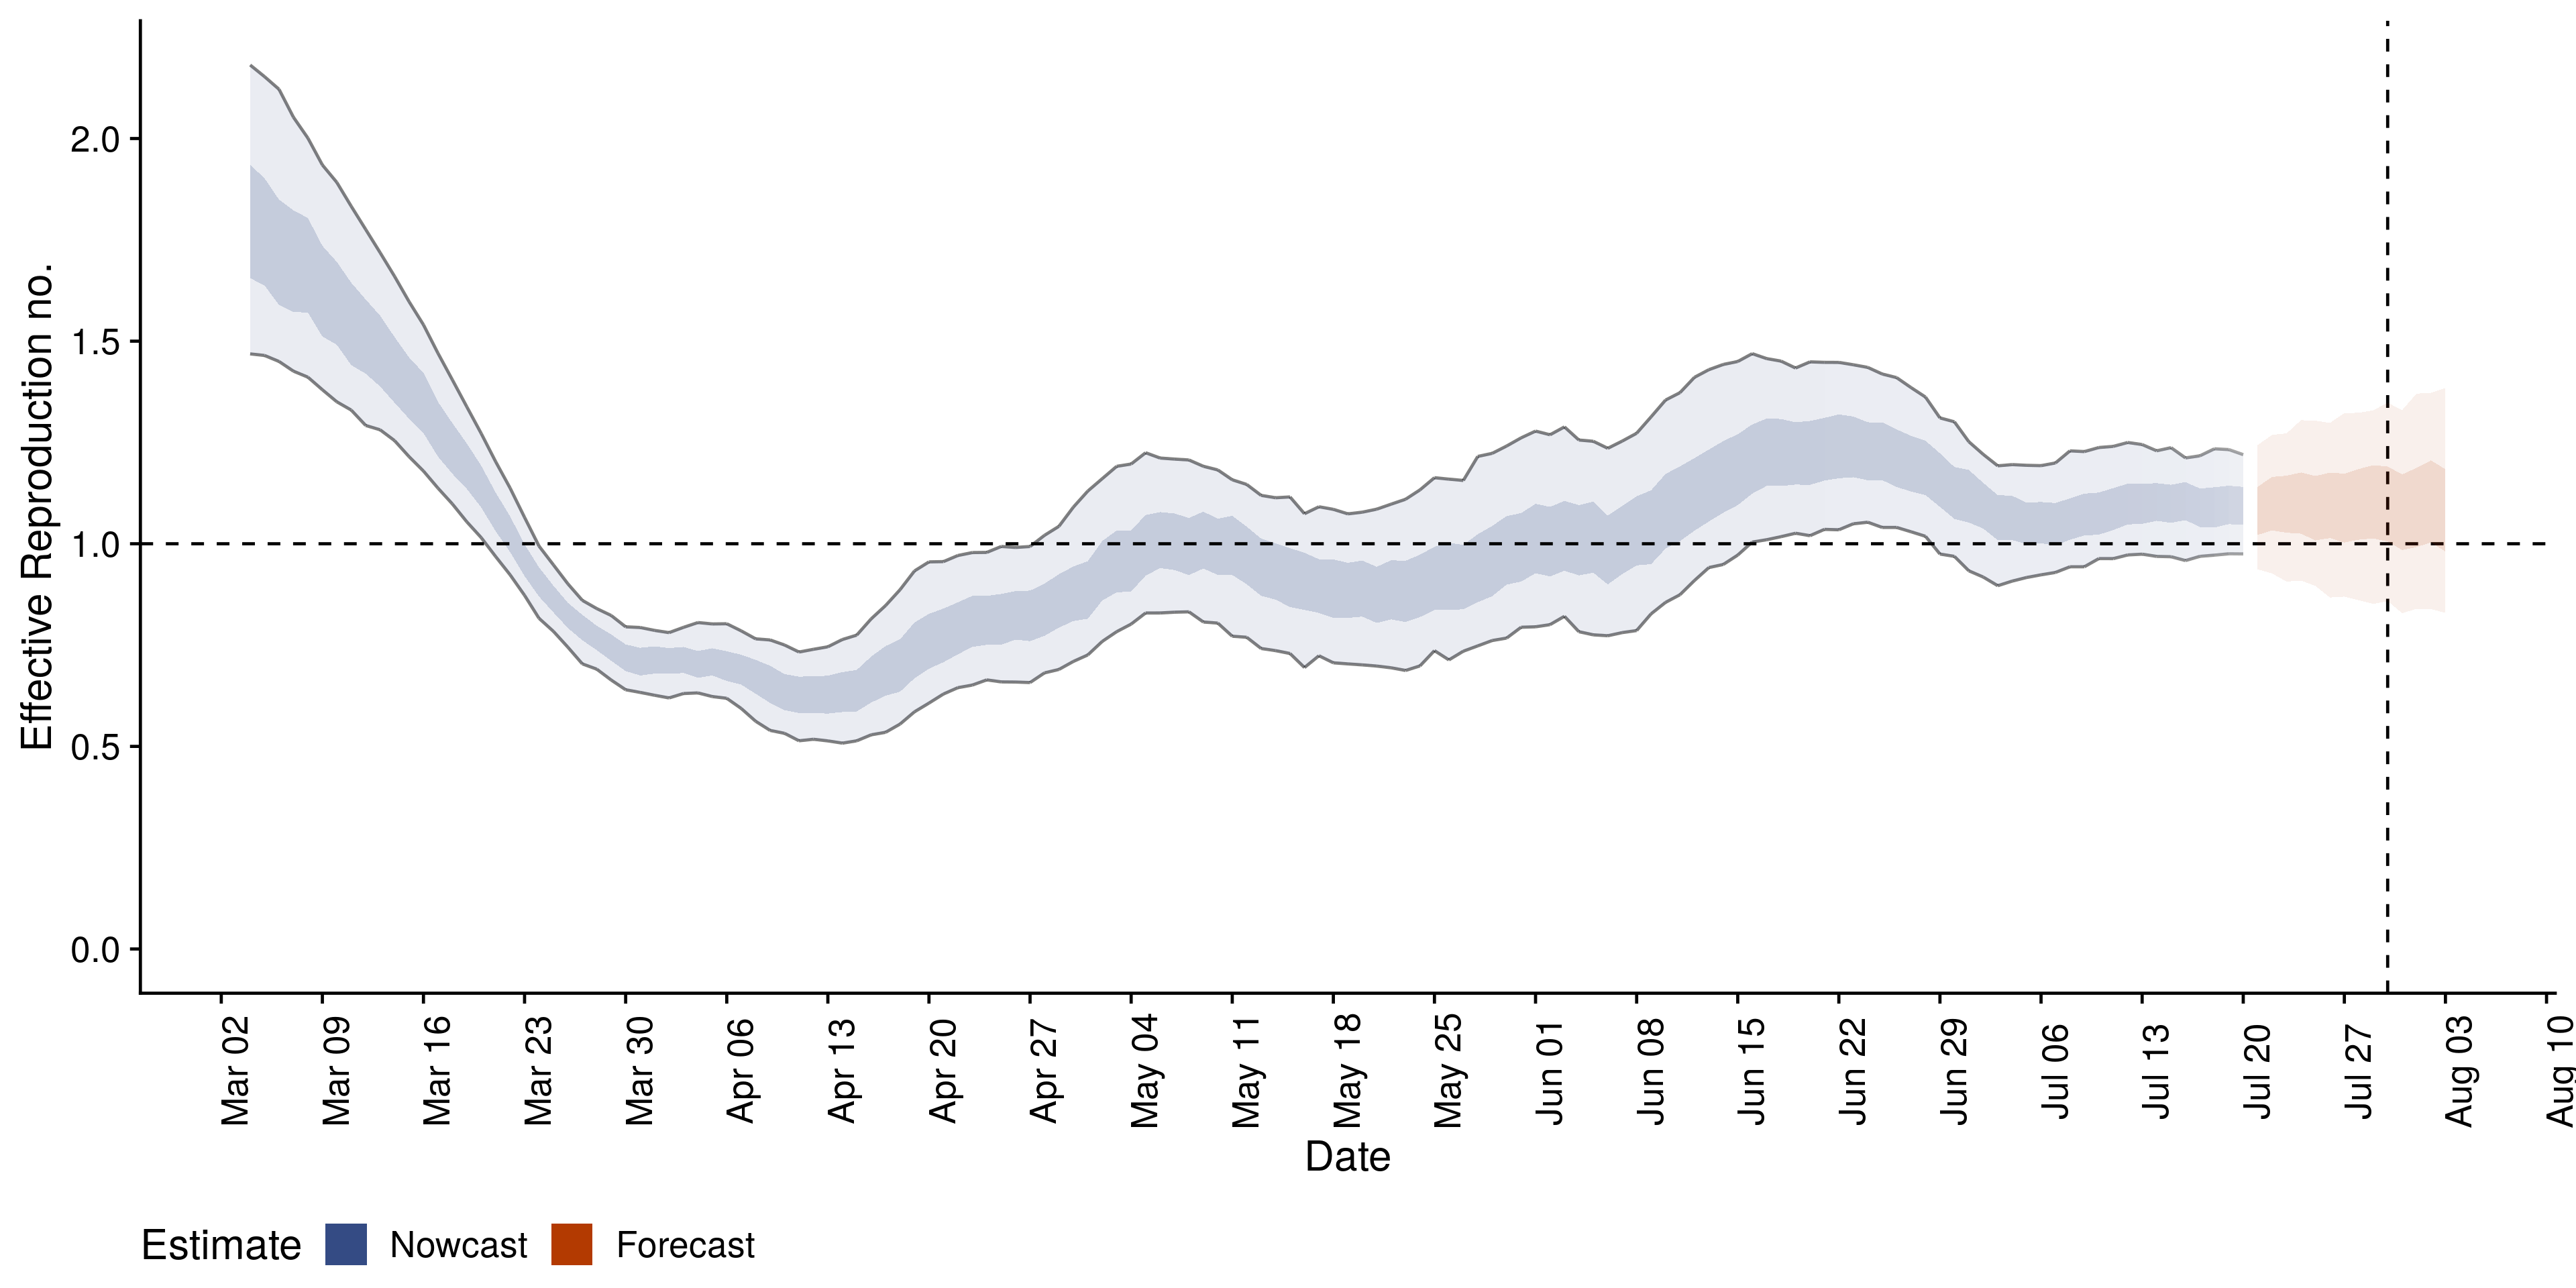 Effective Reproduction no.
2.0
1.5
1.0
0.5
0.0
Mar 02
Mar 09
Mar 16
Mar 23
Mar 30
Apr 06
Apr 13
Apr 20
Apr 27
May 04
May 11
May 18
May 25
Jun 01
Jun 08
Jun 15
Jun 22
Jun 29
Jul 06
Jul 13
Jul 20
Jul 27
Aug 03
Aug 10
Date
Estimate Nowcast Forecast